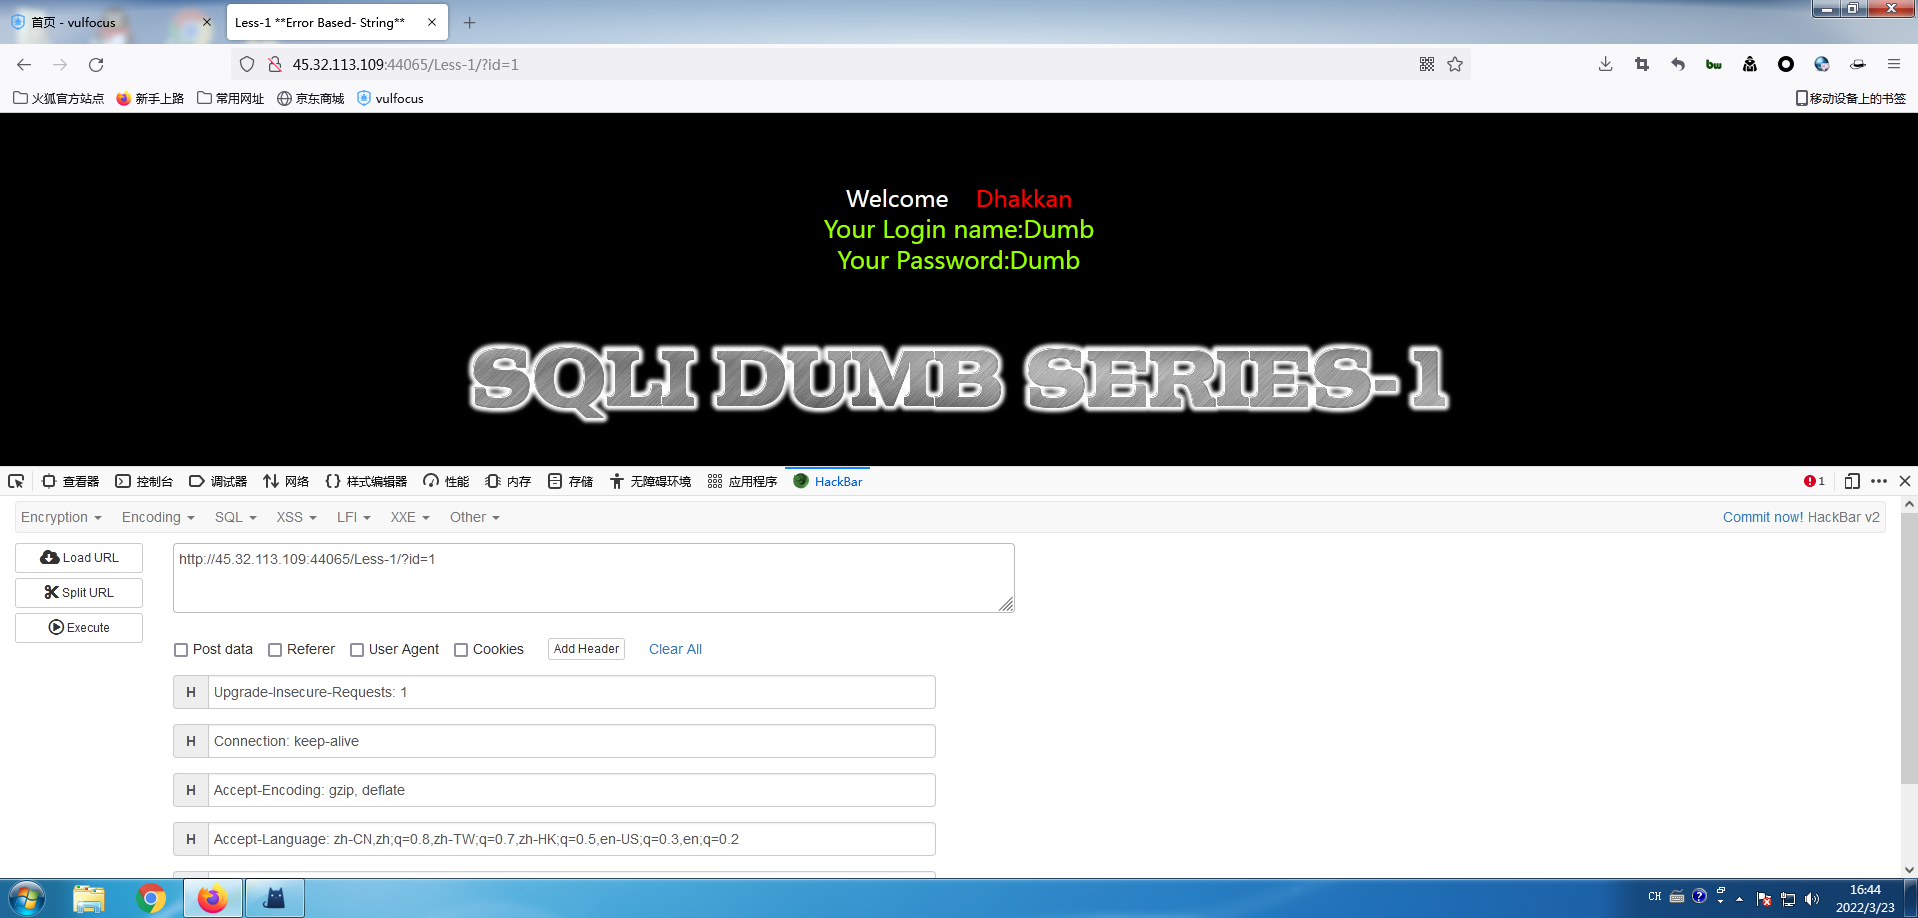 首页 - vulfocus
Less-1 **Error Based- String**
45.32.113.109:44065/Less-1/?id=1
火狐官方站点 新手上路 常用网址 京东商城 vulfocus 移动设备上的书签
Welcome Dhakkan
Your Login name:Dumb
Your Password:Dumb
SQLI DUMB SERIES-1
查看器 控制台 调试器 网络 样式编辑器 性能 内存 存储 无障碍环境 应用程序 HackBar 1
Encryption Encoding SQL XSS LFI XXE Other Commit now! HackBar v2
Load URL
http://45.32.113.109:44065/Less-1/?id=1
Split URL
Execute
Post data Referer User Agent Cookies Add Header Clear All
H Upgrade-Insecure-Requests: 1
H Connection: keep-alive
H Accept-Encoding: gzip, deflate
H Accept-Language: zh-CN,zh;q=0.8,zh-TW;q=0.7,zh-HK;q=0.5,en-US;q=0.3,en;q=0.2
CH
16:44
2022/3/23